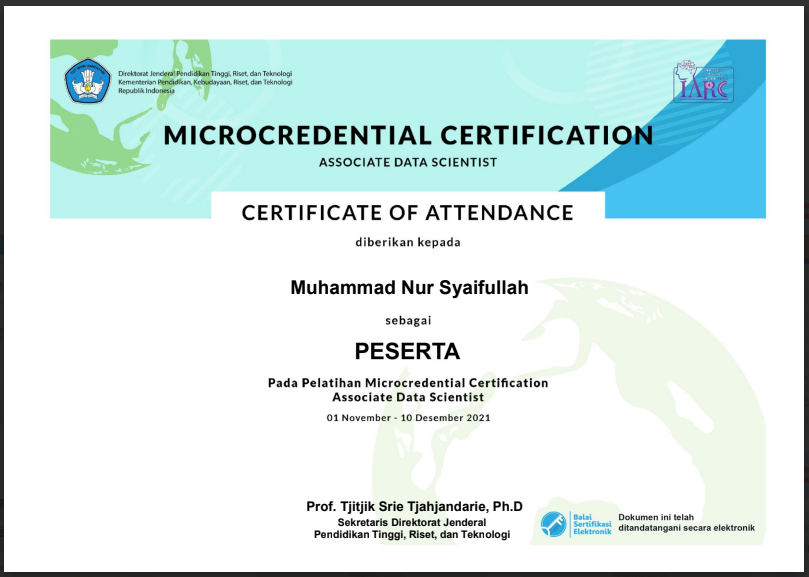 Direktorat Jenderal Pendidikan Tinggi, Riset, dan Teknologi
Kementerian Pendidikan, Kebudayaan, Riset, dan Teknologi
Republik Indonesia
IARC
MICROCREDENTIAL CERTIFICATION
ASSOCIATE DATA SCIENTIST
CERTIFICATE OF ATTENDANCE
diberikan kepada
Muhammad Nur Syaifullah
sebagai
PESERTA
Pada Pelatihan Microcredential Certification
Associate Data Scientist
01 November - 10 Desember 2021
Prof. Tjitjik Srie Tjahjandarie, Ph.D
Sekretaris Direktorat Jenderal
Pendidikan Tinggi, Riset, dan Teknologi
Balai
Sertifikasi
Elektronik
Dokumen ini telah
ditandatangani secara elektronik